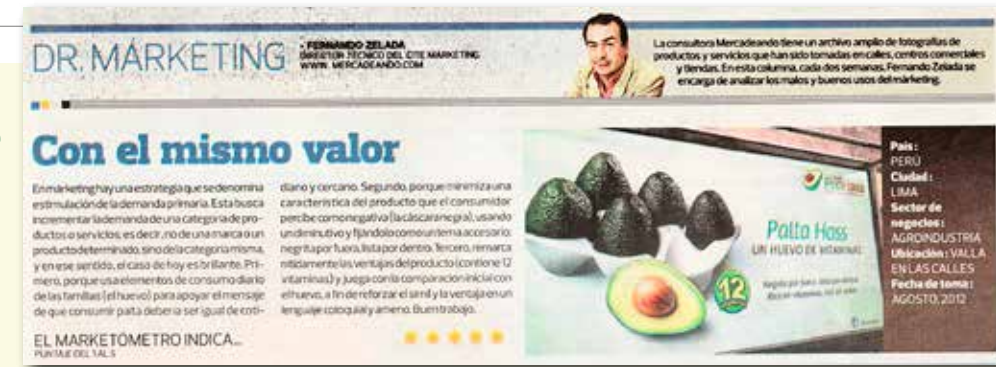 DR. MÁRKETING
- FERNANDO ZELADA
DIRECTOR TÉCNICO DEL CITE MARKETING
WWW. MERCADEANDO.COM
La consultora Mercadeando tiene un archivo amplio de fotografías de
productos y servicios que han sido tomadas en calles, centros comerciales
y tiendas. En esta columna, cada dos semanas, Fernando Zelada se
encarga de analizar los malos y buenos usos del márketing.
Con el mismo valor
En márketing hay una estrategia que se denomina
estimulación de la demanda primaria. Esta busca
incrementar la demanda de una categoría de pro-
ductos o servicios, es decir, no de una marca o un
producto determinado, sino de la categoría misma,
y en ese sentido, el caso de hoy es brillante. Pri-
mero, porque usa elementos de consumo diario
de las familias (el huevo) para apoyar el mensaje
de que consumir palta debería ser igual de coti-
diano y cercano. Segundo, porque minimiza una
característica del producto que el consumidor
percibe como negativa (la cáscara negra), usando
un diminutivo y fijándolo como un tema accesorio:
negrita por fuera, lista por dentro. Tercero, remarca
nítidamente las ventajas del producto (contiene 12
vitaminas) y juega con la comparación inicial con
el huevo, a fin de reforzar el símil y la ventaja en un
lenguaje coloquial y ameno. Buen trabajo.
EL MARKETÓMETRO INDICA...
PUNTAJE DEL 1 AL 5
Palta Hass
UN HUEVO DE VITAMINAS
12
País :
PERÚ
Ciudad :
LIMA
Sector de
negocios :
AGROINDUSTRIA
Ubicación : VALLA
EN LAS CALLES
Fecha de toma :
AGOSTO, 2012